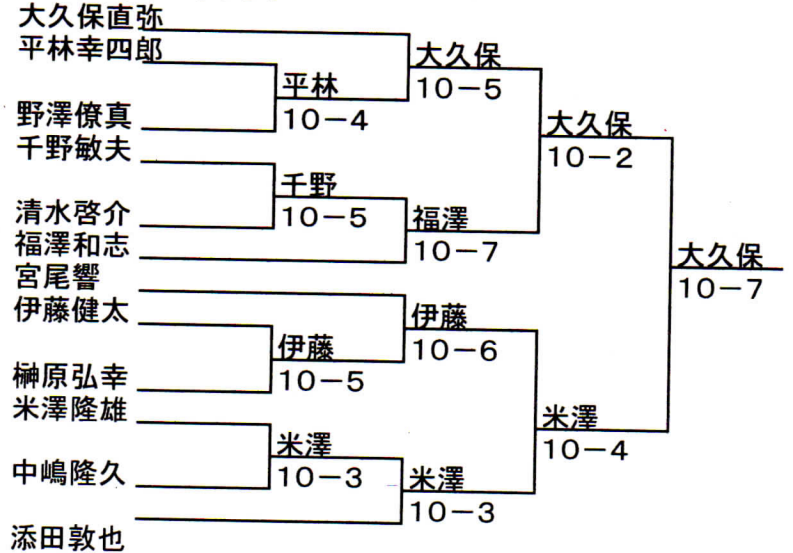 大久保直弥
平林幸四郎
野澤僚真
千野敏夫
清水啓介
福澤和志
宮尾響
伊藤健太
榊原弘幸
米澤隆雄
中嶋隆久
添田敦也
平林
10-4
千野
10-5
伊藤
10-5
米澤
10-3
大久保
10-5
福澤
10-7
伊藤
10-6
米澤
10-3
大久保
10-2
米澤
10-4
大久保
10-7